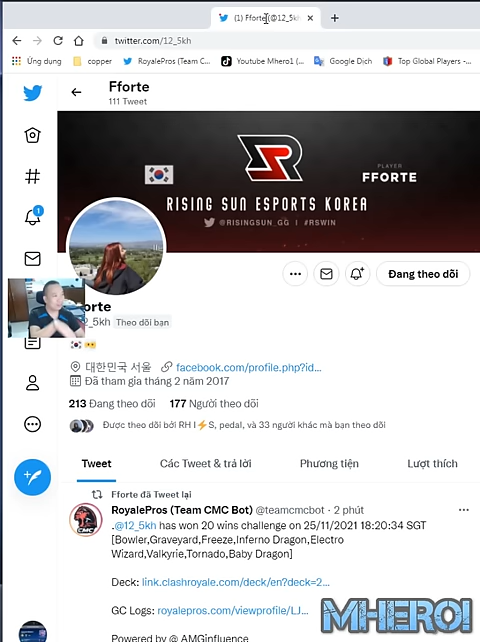 (1) Fforte (@12_5kh
twitter.com/12_5kh
Ứng dụng
copper
RoyalePros (Team C...
Youtube Mhero1 (...
Google Dịch
Top Global Players -...
Fforte
111 Tweet
PLAYER
FFORTE
RISING SUN ESPORTS KOREA
@RISINGSUN_GG | #RSWIN
1
Đang theo dõi
orte
2_5kh Theo dõi bạn
대한민국 서울 facebook.com/profile.php?id...
Đã tham gia tháng 2 năm 2017
213 Đang theo dõi 177 Người theo dõi
Được theo dõi bởi RH I⚡S, pedal, và 33 người khác mà bạn theo dõi
Tweet Các Tweet & trả lời Phương tiện Lượt thích
Fforte đã Tweet lại
RoyalePros (Team CMC Bot) @teamcmcbot · 2 phút
.@12_5kh has won 20 wins challenge on 25/11/2021 18:20:34 SGT
[Bowler,Graveyard,Freeze,Inferno Dragon,Electro
Wizard,Valkyrie,Tornado,Baby Dragon]
Deck: link.clashroyale.com/deck/en?deck=2...
GC Logs: royalepros.com/viewprofile/LJ...
Powered by @_AMGinfluence
MHERO1